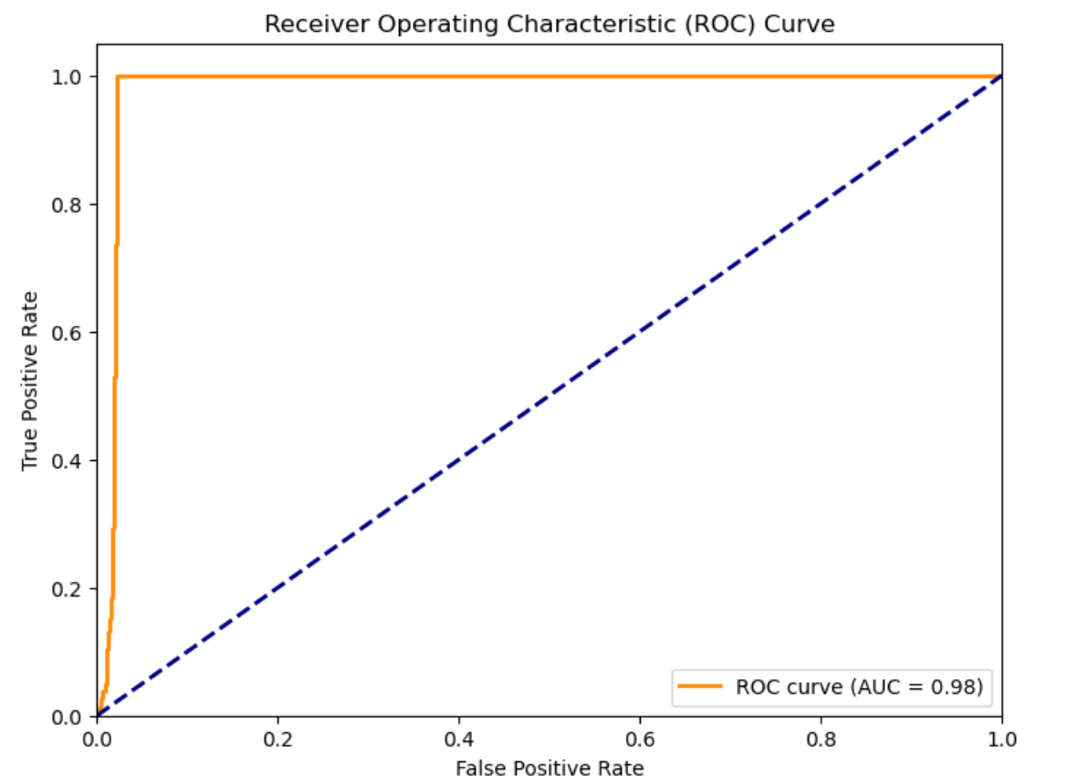 Receiver Operating Characteristic (ROC) Curve
1.0
0.8
0.6
0.4
0.2
0.0
True Positive Rate
ROC curve (AUC = 0.98)
0.0 0.2 0.4 0.6 0.8 1.0
False Positive Rate